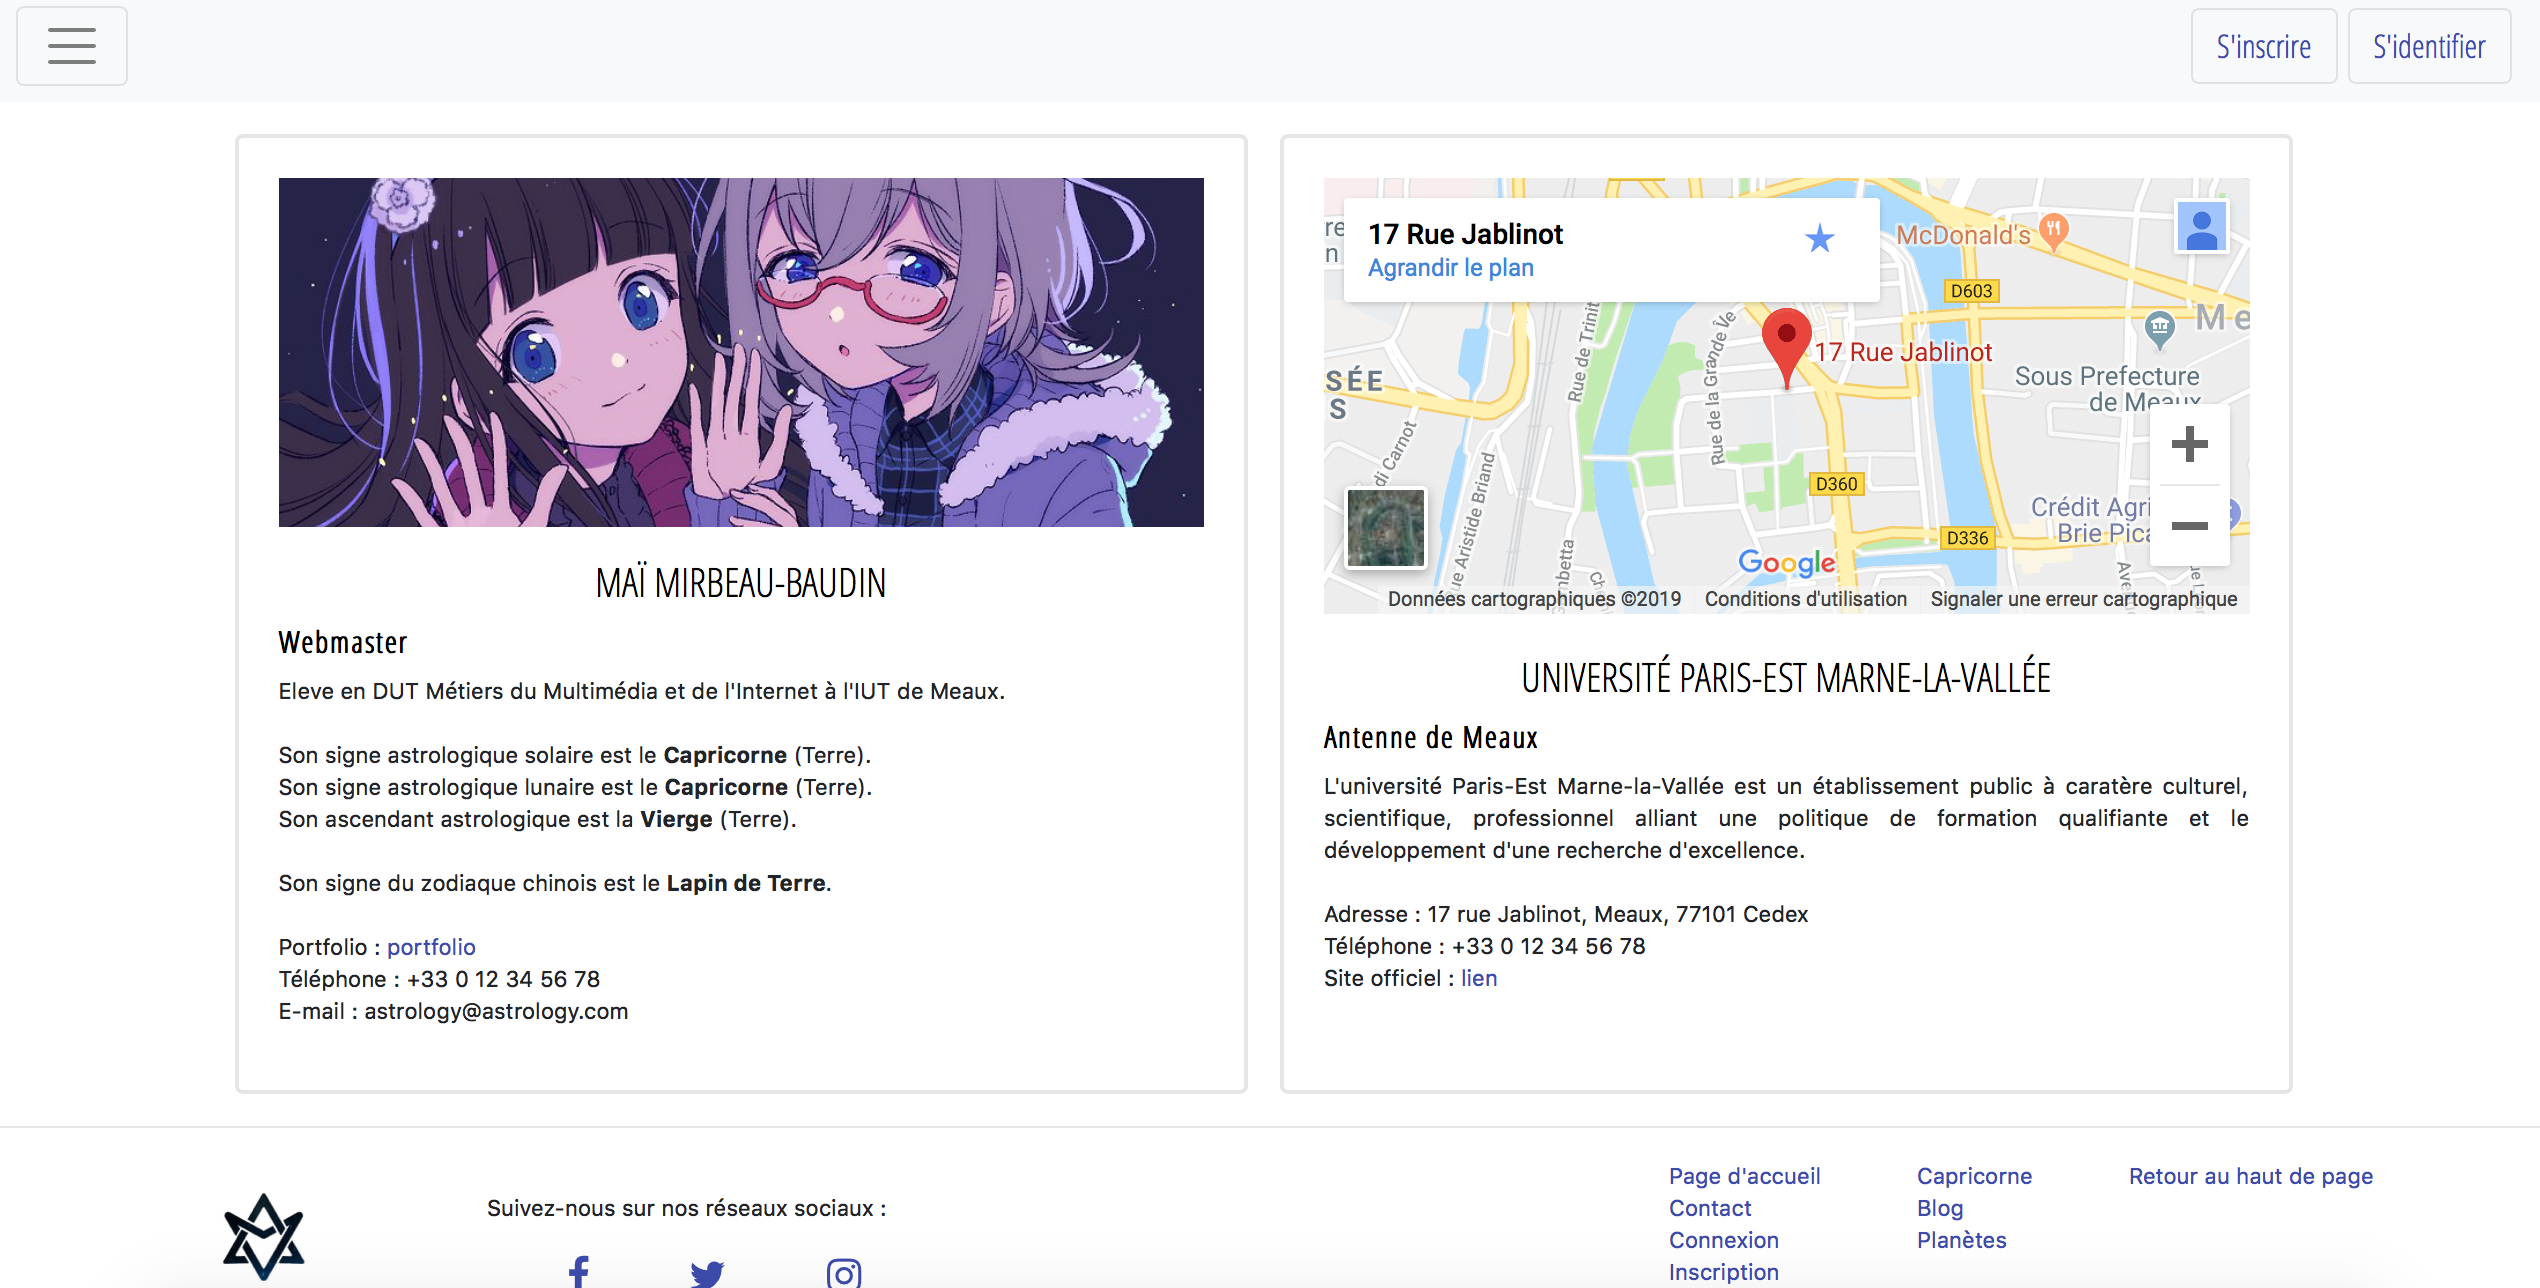 S'inscrire
S'identifier
MAÏ MIRBEAU-BAUDIN
Webmaster
Eleve en DUT Métiers du Multimédia et de l'Internet à l'IUT de Meaux.
Son signe astrologique solaire est le Capricorne (Terre).
Son signe astrologique lunaire est le Capricorne (Terre).
Son ascendant astrologique est la Vierge (Terre).
Son signe du zodiaque chinois est le Lapin de Terre.
Portfolio : portfolio
Téléphone : +33 0 12 34 56 78
E-mail : astrology@astrology.com
17 Rue Jablinot
Agrandir le plan
McDonald's
D603
17 Rue Jablinot
Rue de Trinit
Rue de la Grande Île
SÉE
S
Sous Prefecture
de Meaux
di Carnot
Rue Aristide Briand
D360
Crédit Agri
Brie Pica
D336
Google
Données cartographiques ©2019
Conditions d'utilisation
Signaler une erreur cartographique
UNIVERSITÉ PARIS-EST MARNE-LA-VALLÉE
Antenne de Meaux
L'université Paris-Est Marne-la-Vallée est un établissement public à caratère culturel,
scientifique, professionnel alliant une politique de formation qualifiante et le
développement d'une recherche d'excellence.
Adresse : 17 rue Jablinot, Meaux, 77101 Cedex
Téléphone : +33 0 12 34 56 78
Site officiel : lien
Suivez-nous sur nos réseaux sociaux :
Page d'accueil
Contact
Connexion
Inscription
Capricorne
Blog
Planètes
Retour au haut de page